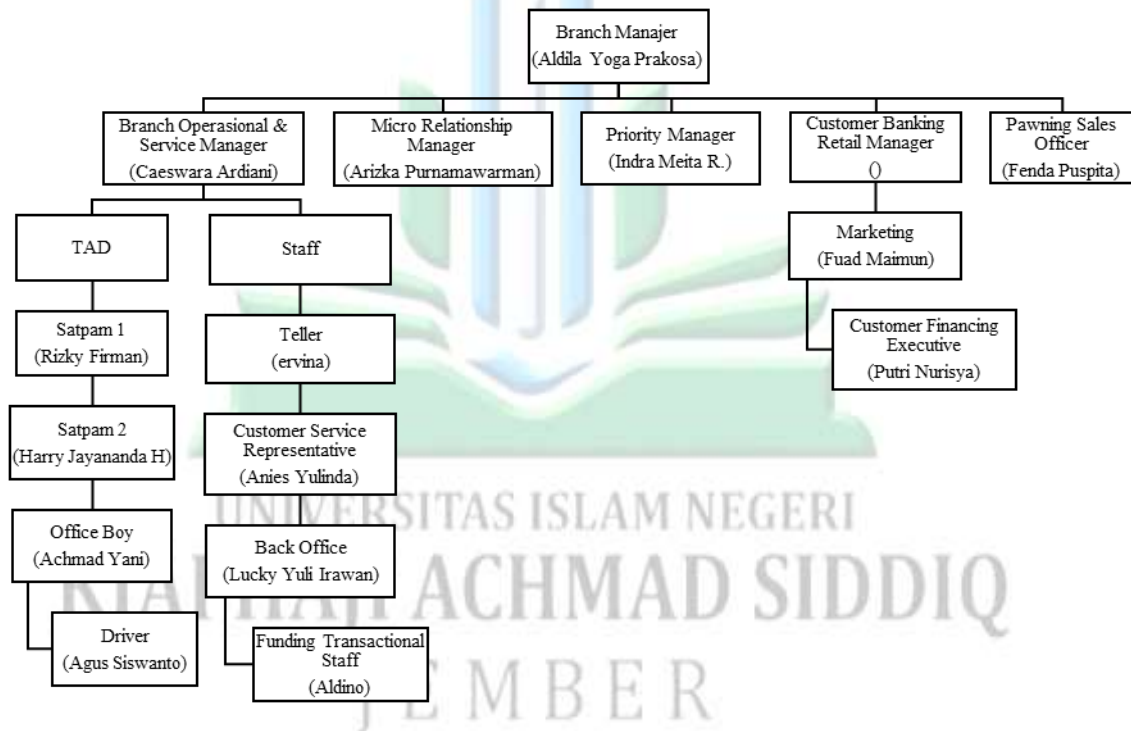 Branch Manajer
(Aldila Yoga Prakosa)
Branch Operasional &
Service Manager
(Caeswara Ardiani)
Micro Relationship
Manager
(Arizka Purnamawarman)
Priority Manager
(Indra Meita R.)
Customer Banking
Retail Manager
()
Pawning Sales
Officer
(Fenda Puspita)
TAD
Staff
Marketing
(Fuad Maimun)
Satpam 1
(Rizky Firman)
Teller
(ervina)
Customer Financing
Executive
(Putri Nurisya)
Satpam 2
(Harry Jayananda H)
Customer Service
Representative
(Anies Yulinda)
Office Boy
(Achmad Yani)
Back Office
(Lucky Yuli Irawan)
Driver
(Agus Siswanto)
Funding Transactional
Staff
(Aldino)
UNIVERSITAS ISLAM NEGERI
KIAI HAJI ACHMAD SIDDIQ
JEMBER